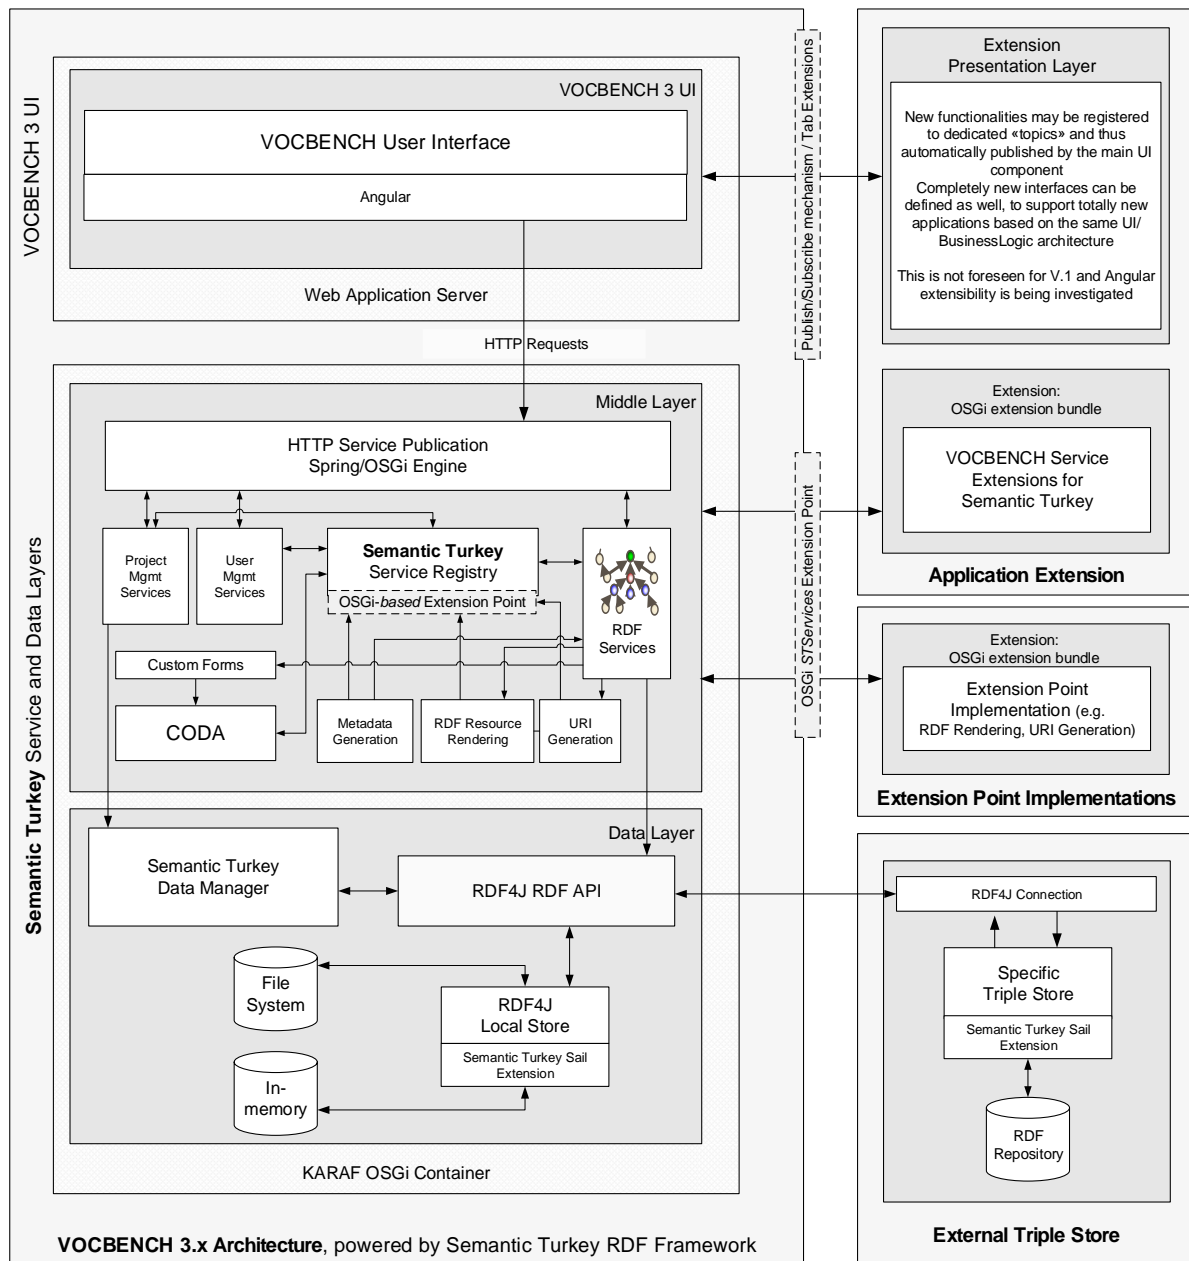 VOCBENCH 3 UI
VOCBENCH 3 UI
VOCBENCH User Interface
Angular
Web Application Server
HTTP Requests
Publish/Subscribe mechanism / Tab Extensions
Extension
Presentation Layer
New functionalities may be registered
to dedicated «topics» and thus
automatically published by the main UI
component
Completely new interfaces can be
defined as well, to support totally new
applications based on the same UI/
BusinessLogic architecture
This is not foreseen for V.1 and Angular
extensibility is being investigated
Semantic Turkey Service and Data Layers
Middle Layer
HTTP Service Publication
Spring/OSGi Engine
Project
Mgmt
Services
User
Mgmt
Services
Semantic Turkey
Service Registry
OSGi-based Extension Point
RDF
Services
Custom Forms
CODA
Metadata
Generation
RDF Resource
Rendering
URI
Generation
OSGi STServices Extension Point
Extension:
OSGi extension bundle
VOCBENCH Service
Extensions for
Semantic Turkey
Application Extension
Extension:
OSGi extension bundle
Extension Point
Implementation (e.g.
RDF Rendering, URI Generation)
Extension Point Implementations
Data Layer
Semantic Turkey
Data Manager
RDF4J RDF API
File
System
RDF4J
Local Store
Semantic Turkey Sail
Extension
In-
memory
KARAF OSGi Container
RDF4J Connection
Specific
Triple Store
Semantic Turkey Sail
Extension
RDF
Repository
External Triple Store
VOCBENCH 3.x Architecture, powered by Semantic Turkey RDF Framework